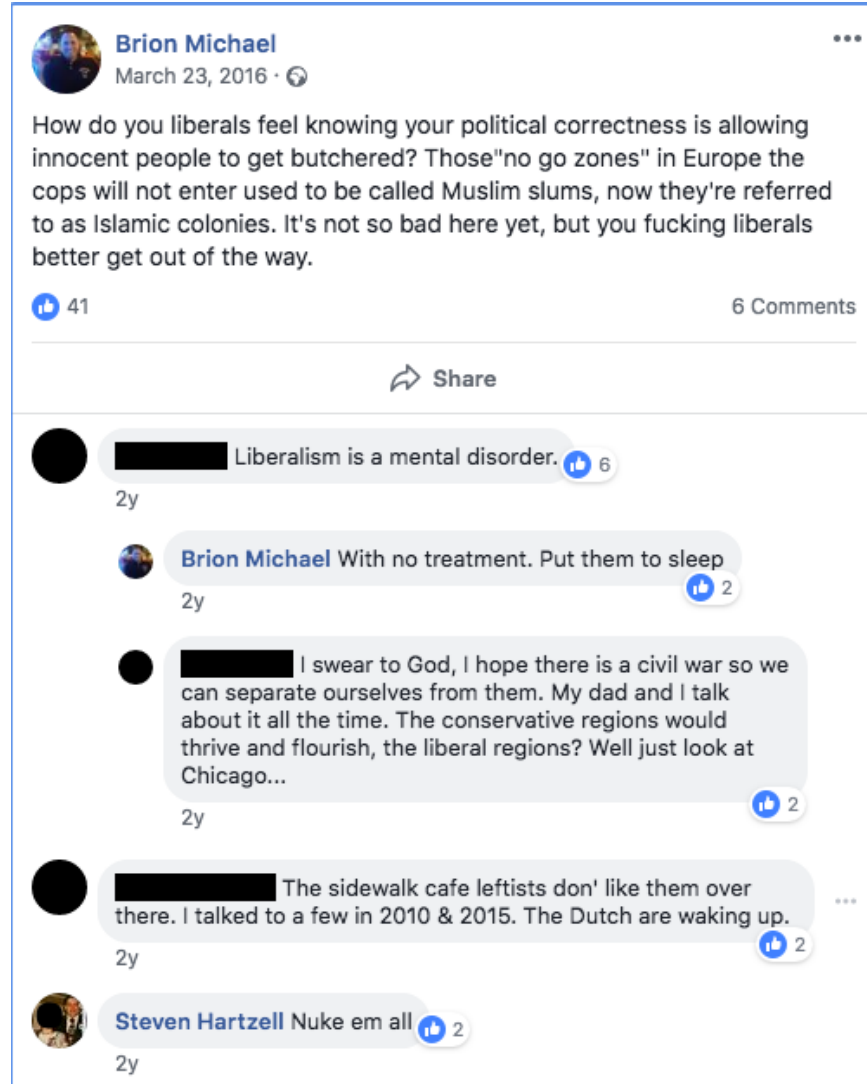 Brion Michael
March 23, 2016 ·
How do you liberals feel knowing your political correctness is allowing
innocent people to get butchered? Those"no go zones" in Europe the
cops will not enter used to be called Muslim slums, now they're referred
to as Islamic colonies. It's not so bad here yet, but you fucking liberals
better get out of the way.
41
6 Comments
Share
Liberalism is a mental disorder.
6
2y
Brion Michael With no treatment. Put them to sleep
2
2y
I swear to God, I hope there is a civil war so we
can separate ourselves from them. My dad and I talk
about it all the time. The conservative regions would
thrive and flourish, the liberal regions? Well just look at
Chicago...
2
2y
The sidewalk cafe leftists don' like them over
there. I talked to a few in 2010 & 2015. The Dutch are waking up.
2
2y
Steven Hartzell Nuke em all
2
2y